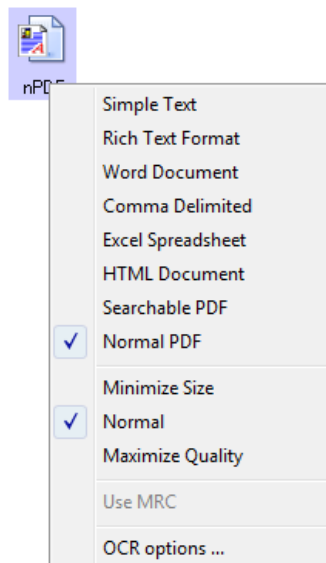 nPDF
Simple Text
Rich Text Format
Word Document
Comma Delimited
Excel Spreadsheet
HTML Document
Searchable PDF
Normal PDF
Minimize Size
Normal
Maximize Quality
Use MRC
OCR options ...